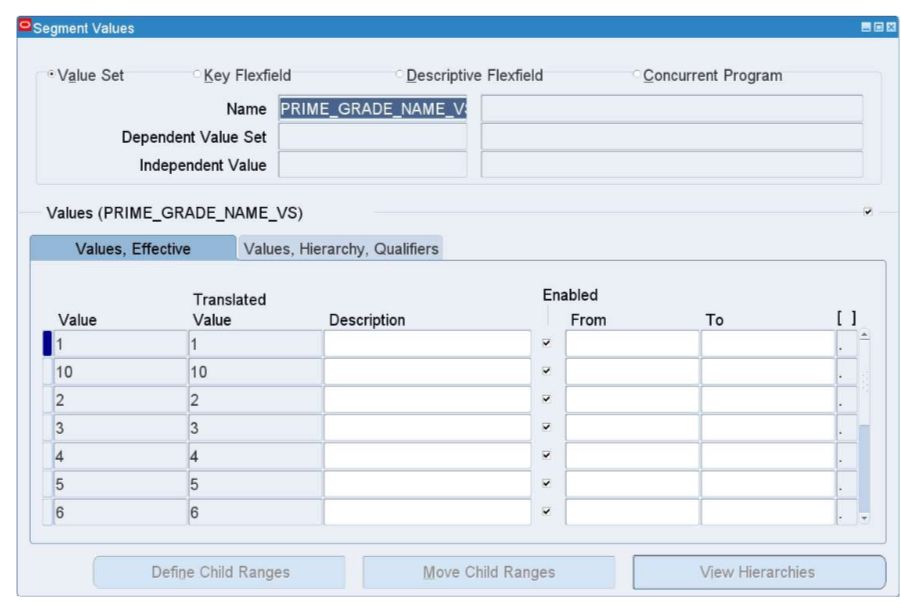 Segment Values
Value Set Key Flexfield Descriptive Flexfield Concurrent Program
Name PRIME_GRADE_NAME_VS
Dependent Value Set
Independent Value
Values (PRIME_GRADE_NAME_VS)
Values, Effective Values, Hierarchy, Qualifiers
Translated Enabled
Value Value Description From To [ ]
1 1 .
10 10 .
2 2 .
3 3 .
4 4 .
5 5 .
6 6 .
Define Child Ranges Move Child Ranges View Hierarchies